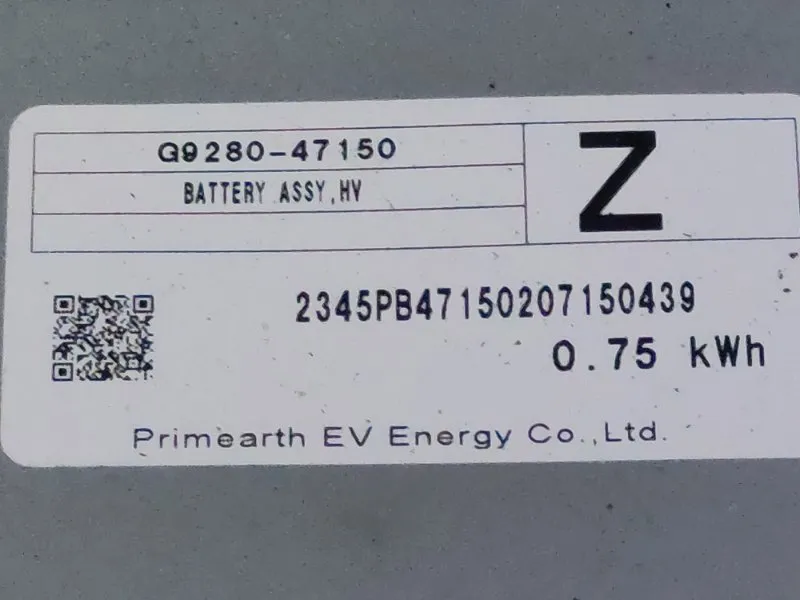 G9280-47150
BATTERY ASSY,HV
Z
2345PB47150207150439
0.75 kWh
Primearth EV Energy Co.,Ltd.